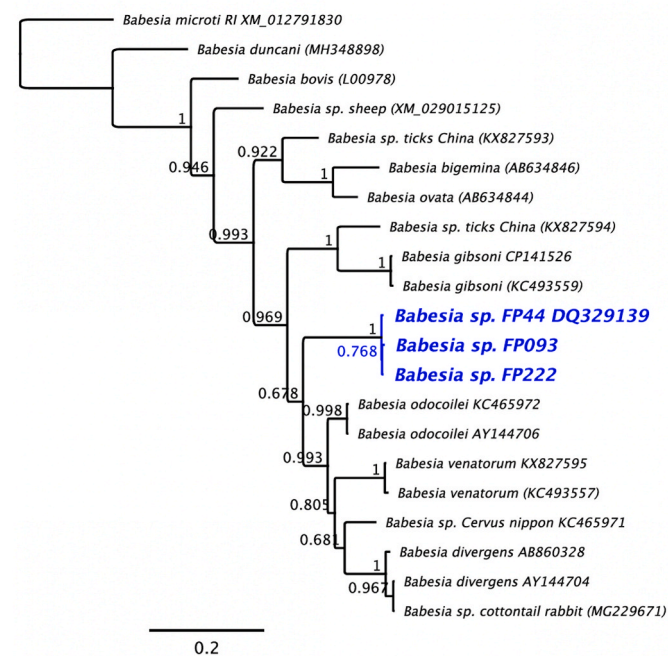 Babesia microti RI XM_012791830
Babesia duncani (MH348898)
Babesia bovis (L00978)
Babesia sp. sheep (XM_029015125)
1
Babesia sp. ticks China (KX827593)
0.922
0.946
Babesia bigemina (AB634846)
1
Babesia ovata (AB634844)
Babesia sp. ticks China (KX827594)
0.993
1
Babesia gibsoni CP141526
1
Babesia gibsoni (KC493559)
Babesia sp. FP44 DQ329139
0.969
1
Babesia sp. FP093
0.768
Babesia sp. FP222
0.678
Babesia odocoilei KC465972
0.998
Babesia odocoilei AY144706
0.993
Babesia venatorum KX827595
1
Babesia venatorum (KC493557)
0.805
Babesia sp. Cervus nippon KC465971
0.681
Babesia divergens AB860328
1
Babesia divergens AY144704
0.967
Babesia sp. cottontail rabbit (MG229671)
0.2